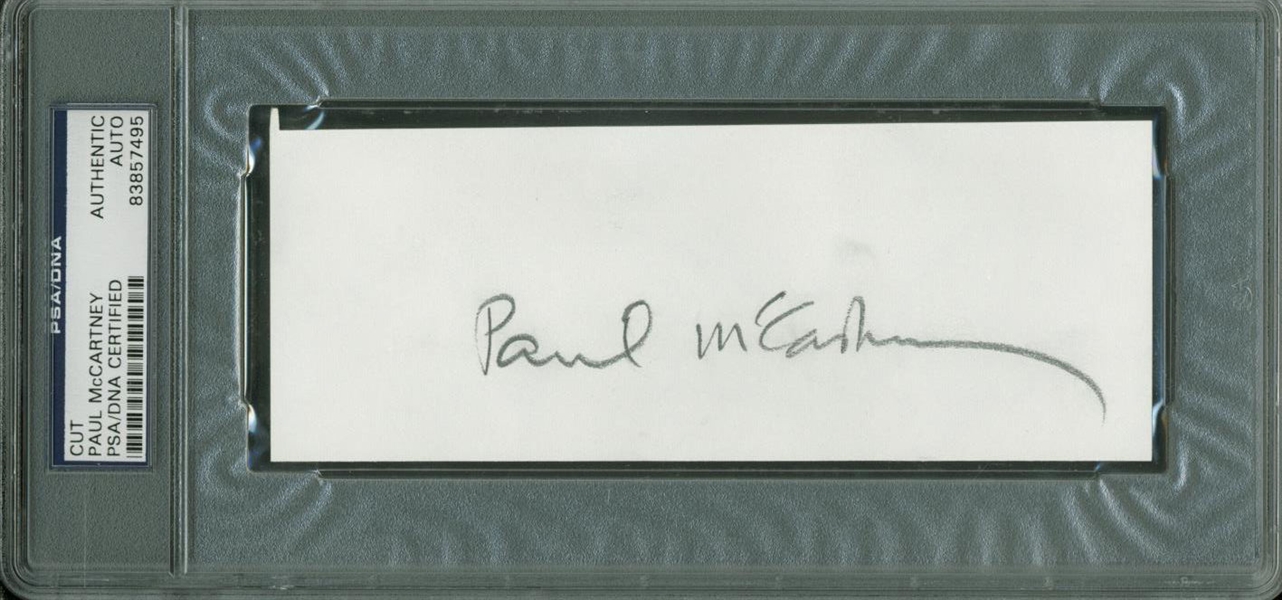 PSA/DNA
CUT
PAUL McCARTNEY
PSA/DNA CERTIFIED
AUTHENTIC
AUTO
83857495
Paul McCartney